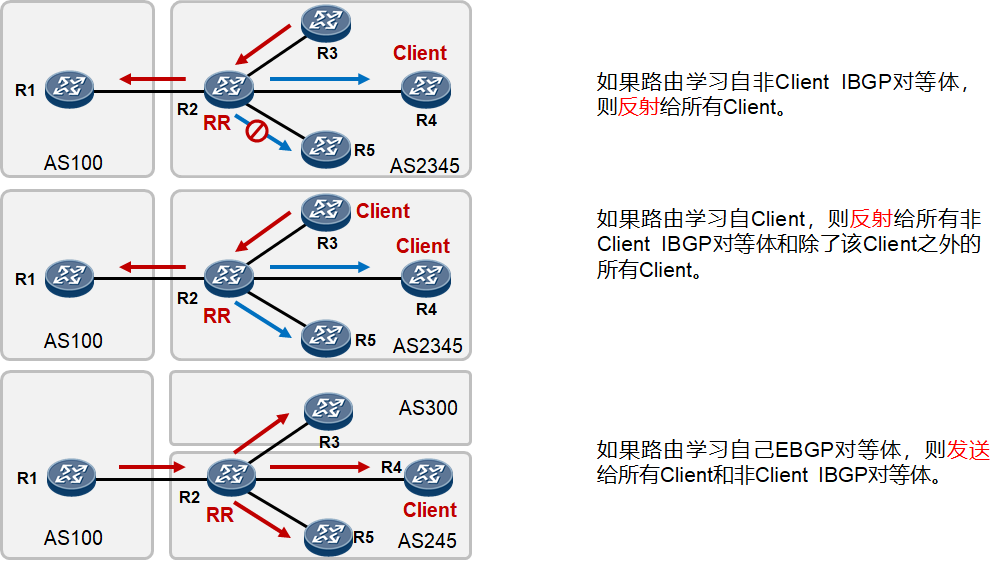 R3
Client
R1
R2
RR
R4
R5
AS100
AS2345
如果路由学习自非Client IBGP对等体，
则反射给所有Client。
Client
R3
Client
R1
R2
RR
R4
R5
AS100
AS2345
如果路由学习自Client，则反射给所有非
Client IBGP对等体和除了该Client之外的
所有Client。
AS300
R3
R1
R4
R2
RR
Client
R5
AS100
AS245
如果路由学习自己EBGP对等体，则发送
给所有Client和非Client IBGP对等体。